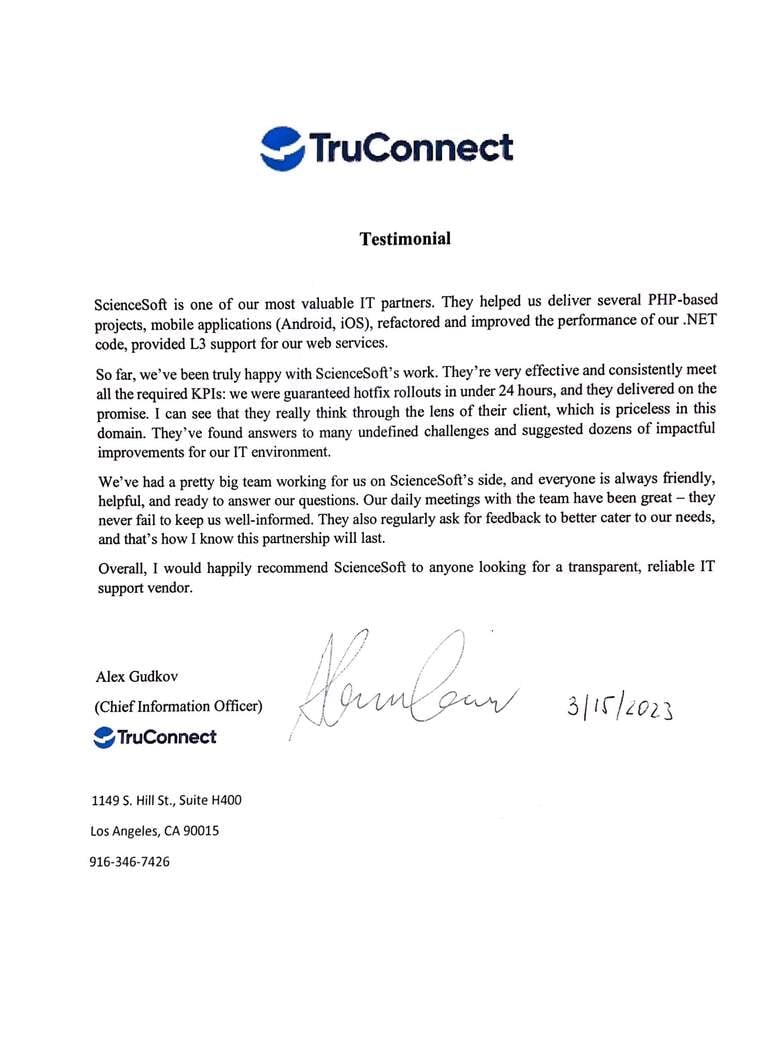 TruConnect
Testimonial
ScienceSoft is one of our most valuable IT partners. They helped us deliver several PHP-based
projects, mobile applications (Android, iOS), refactored and improved the performance of our .NET
code, provided L3 support for our web services.
So far, we've been truly happy with ScienceSoft's work. They're very effective and consistently meet
all the required KPIs: we were guaranteed hotfix rollouts in under 24 hours, and they delivered on the
promise. I can see that they really think through the lens of their client, which is priceless in this
domain. They've found answers to many undefined challenges and suggested dozens of impactful
improvements for our IT environment.
We've had a pretty big team working for us on ScienceSoft's side, and everyone is always friendly,
helpful, and ready to answer our questions. Our daily meetings with the team have been great – they
never fail to keep us well-informed. They also regularly ask for feedback to better cater to our needs,
and that's how I know this partnership will last.
Overall, I would happily recommend ScienceSoft to anyone looking for a transparent, reliable IT
support vendor.
Alex Gudkov
(Chief Information Officer)
3/15/2023
TruConnect
1149 S. Hill St., Suite H400
Los Angeles, CA 90015
916-346-7426